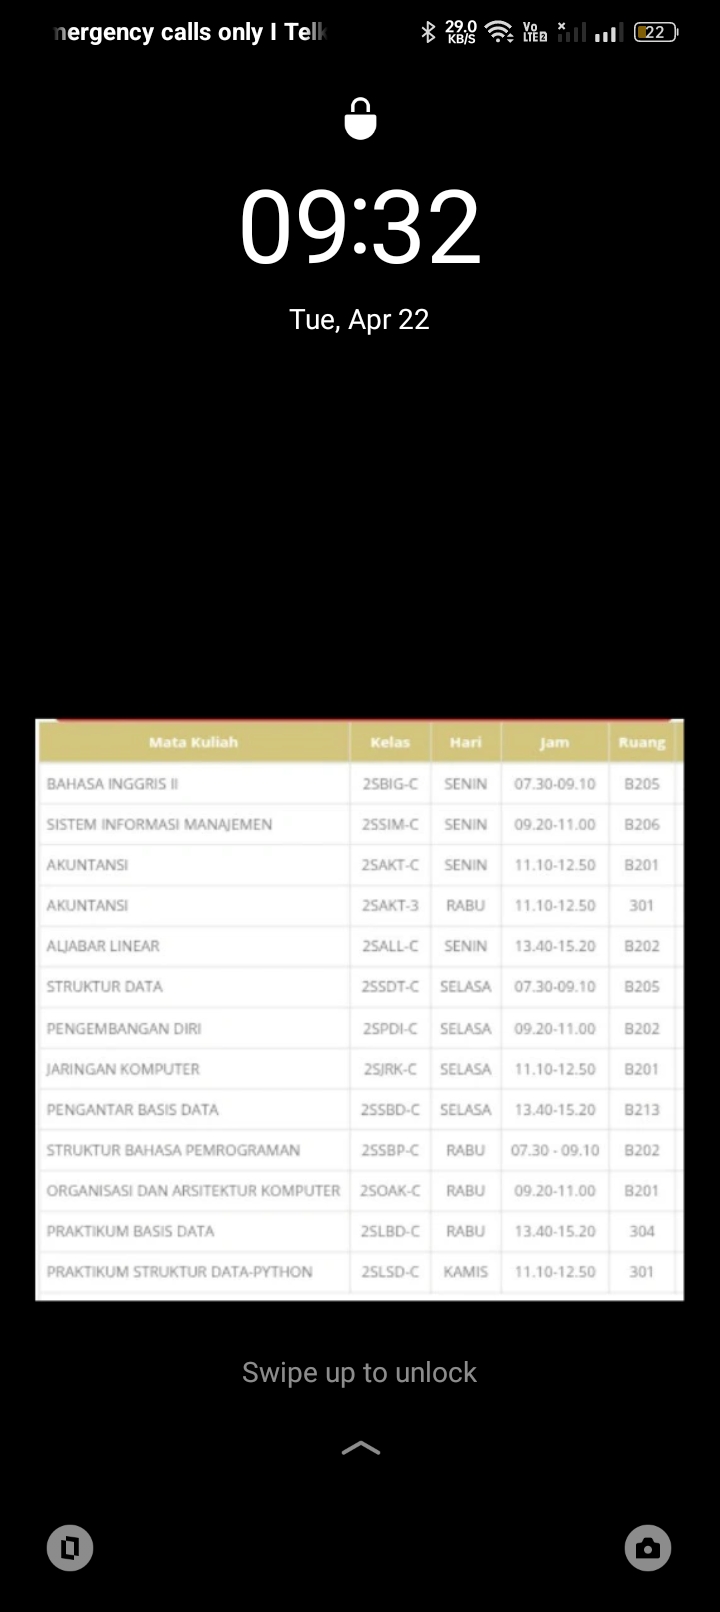 nergency calls only I Telk
29.0 KB/S
Vo LTE 2
22
09:32
Tue, Apr 22
Mata Kuliah Kelas Hari Jam Ruang
BAHASA INGGRIS II 2SBIG-C SENIN 07.30-09.10 B205
SISTEM INFORMASI MANAJEMEN 2SSIM-C SENIN 09.20-11.00 B206
AKUNTANSI 2SAKT-C SENIN 11.10-12.50 B201
AKUNTANSI 2SAKT-3 RABU 11.10-12.50 301
ALJABAR LINEAR 2SALL-C SENIN 13.40-15.20 B202
STRUKTUR DATA 2SSDT-C SELASA 07.30-09.10 B205
PENGEMBANGAN DIRI 2SPDI-C SELASA 09.20-11.00 B202
JARINGAN KOMPUTER 2SJRK-C SELASA 11.10-12.50 B201
PENGANTAR BASIS DATA 2SSBD-C SELASA 13.40-15.20 B213
STRUKTUR BAHASA PEMROGRAMAN 2SSBP-C RABU 07.30 - 09.10 B202
ORGANISASI DAN ARSITEKTUR KOMPUTER 2SOAK-C RABU 09.20-11.00 B201
PRAKTIKUM BASIS DATA 2SLBD-C RABU 13.40-15.20 304
PRAKTIKUM STRUKTUR DATA-PYTHON 2SLSD-C KAMIS 11.10-12.50 301
Swipe up to unlock